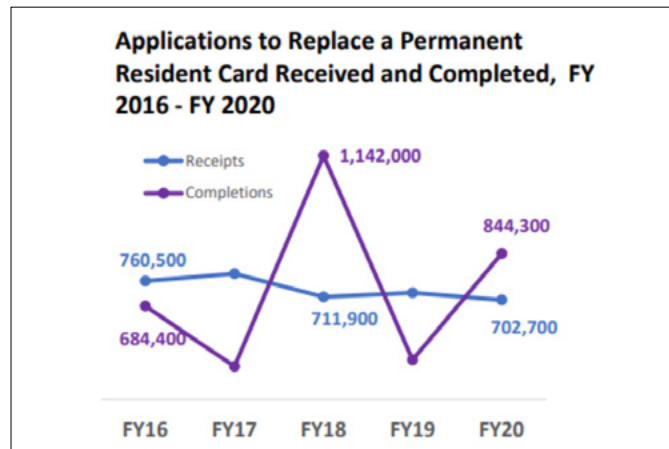 Applications to Replace a Permanent
Resident Card Received and Completed, FY
2016 - FY 2020
Receipts
Completions
1,142,000
844,300
760,500
684,400
711,900
702,700
FY16 FY17 FY18 FY19 FY20